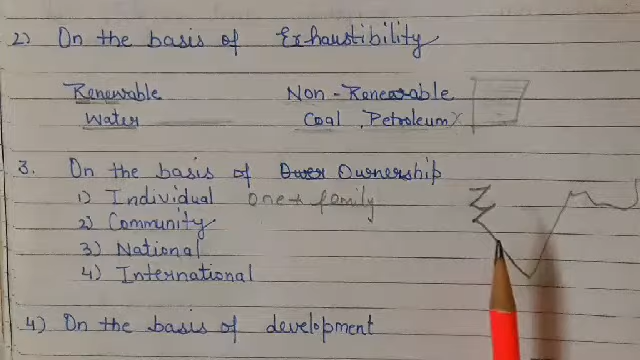 2) On the basis of Exhaustibility
Renewable Non-Renewable
Water Coal, Petroleum
3. On the basis of Ownership
1) Individual one + family
2) Community
3) National
4) International
4) On the basis of development